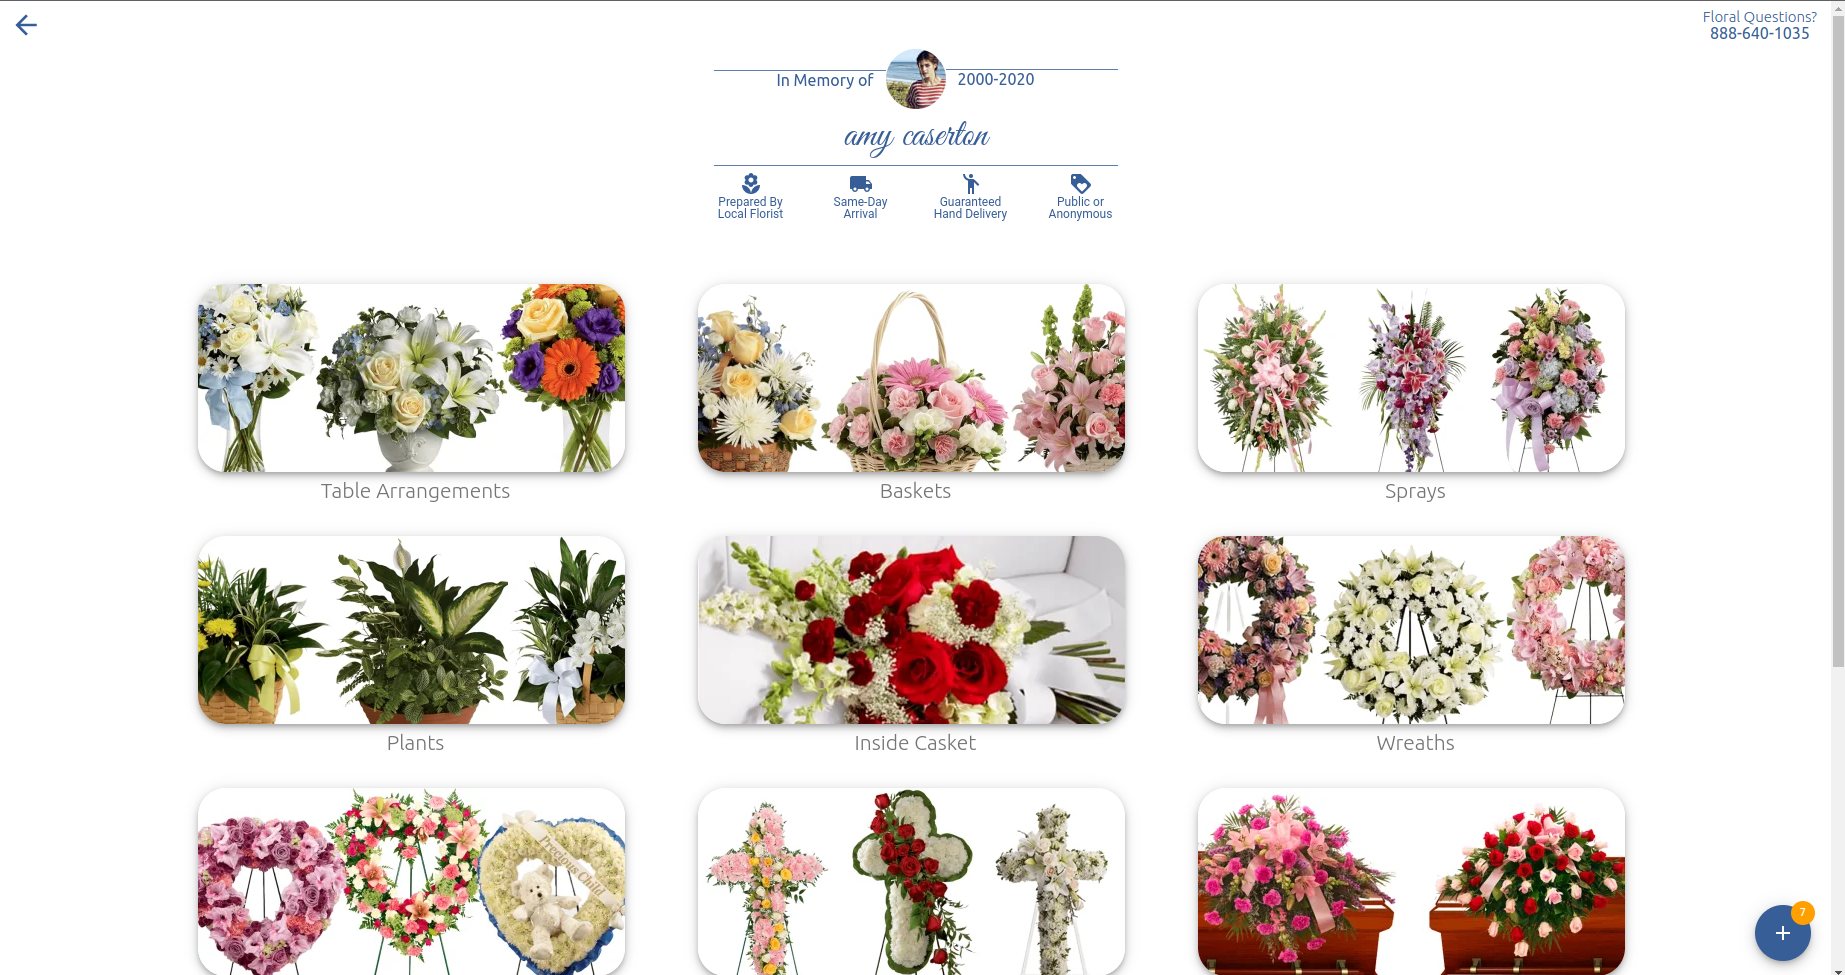 Floral Questions?
888-640-1035
In Memory of
2000-2020
amy caserton
Prepared By
Local Florist
Same-Day
Arrival
Guaranteed
Hand Delivery
Public or
Anonymous
Table Arrangements
Baskets
Sprays
Plants
Inside Casket
Wreaths
Precious Child
7